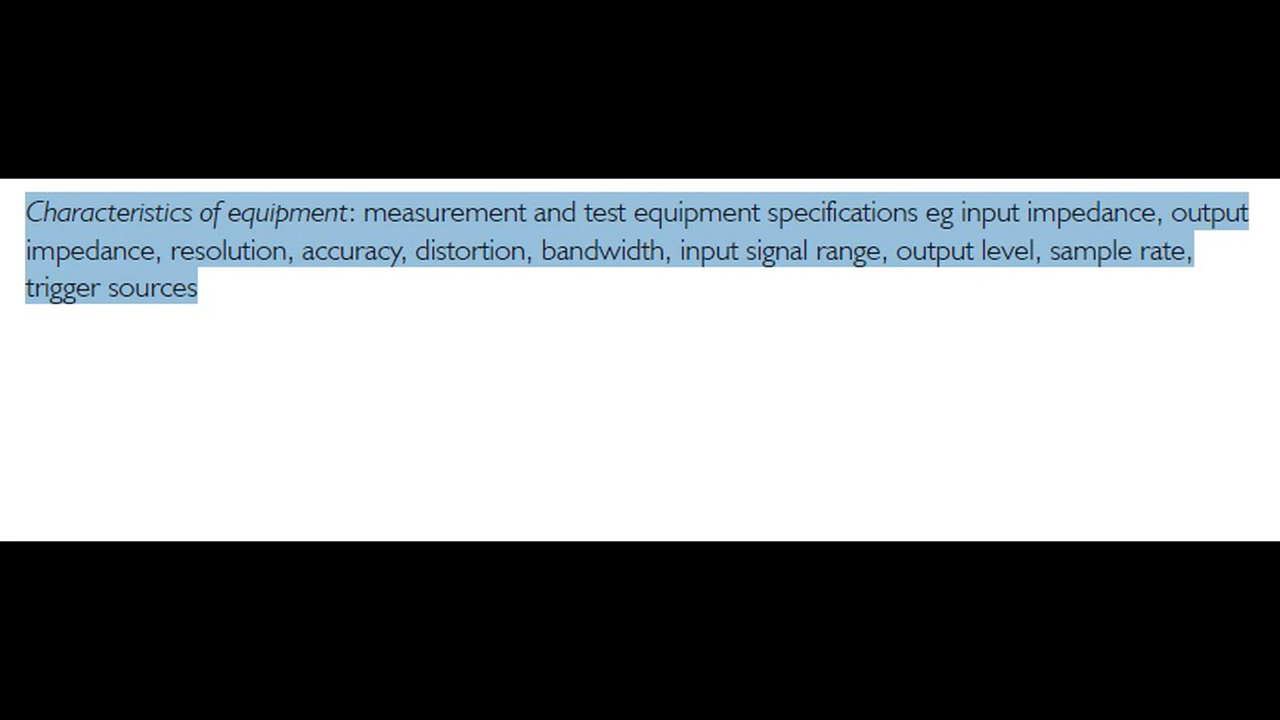 Characteristics of equipment: measurement and test equipment specifications eg input impedance, output
impedance, resolution, accuracy, distortion, bandwidth, input signal range, output level, sample rate,
trigger sources